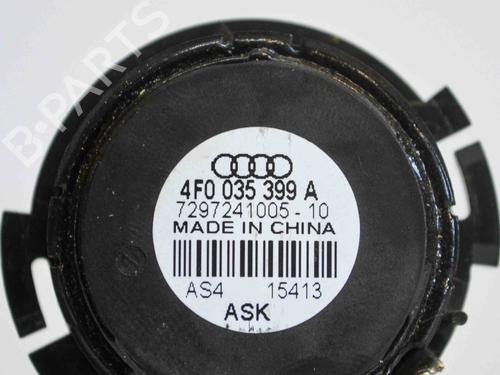 B-PARTS
4F0 035 399 A
7297241005 - 10
MADE IN CHINA
AS4 15413
ASK